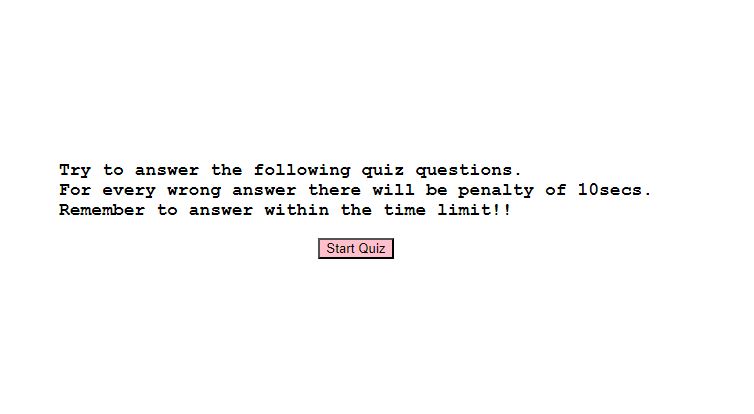 Try to answer the following quiz questions.
For every wrong answer there will be penalty of 10secs.
Remember to answer within the time limit!!
Start Quiz